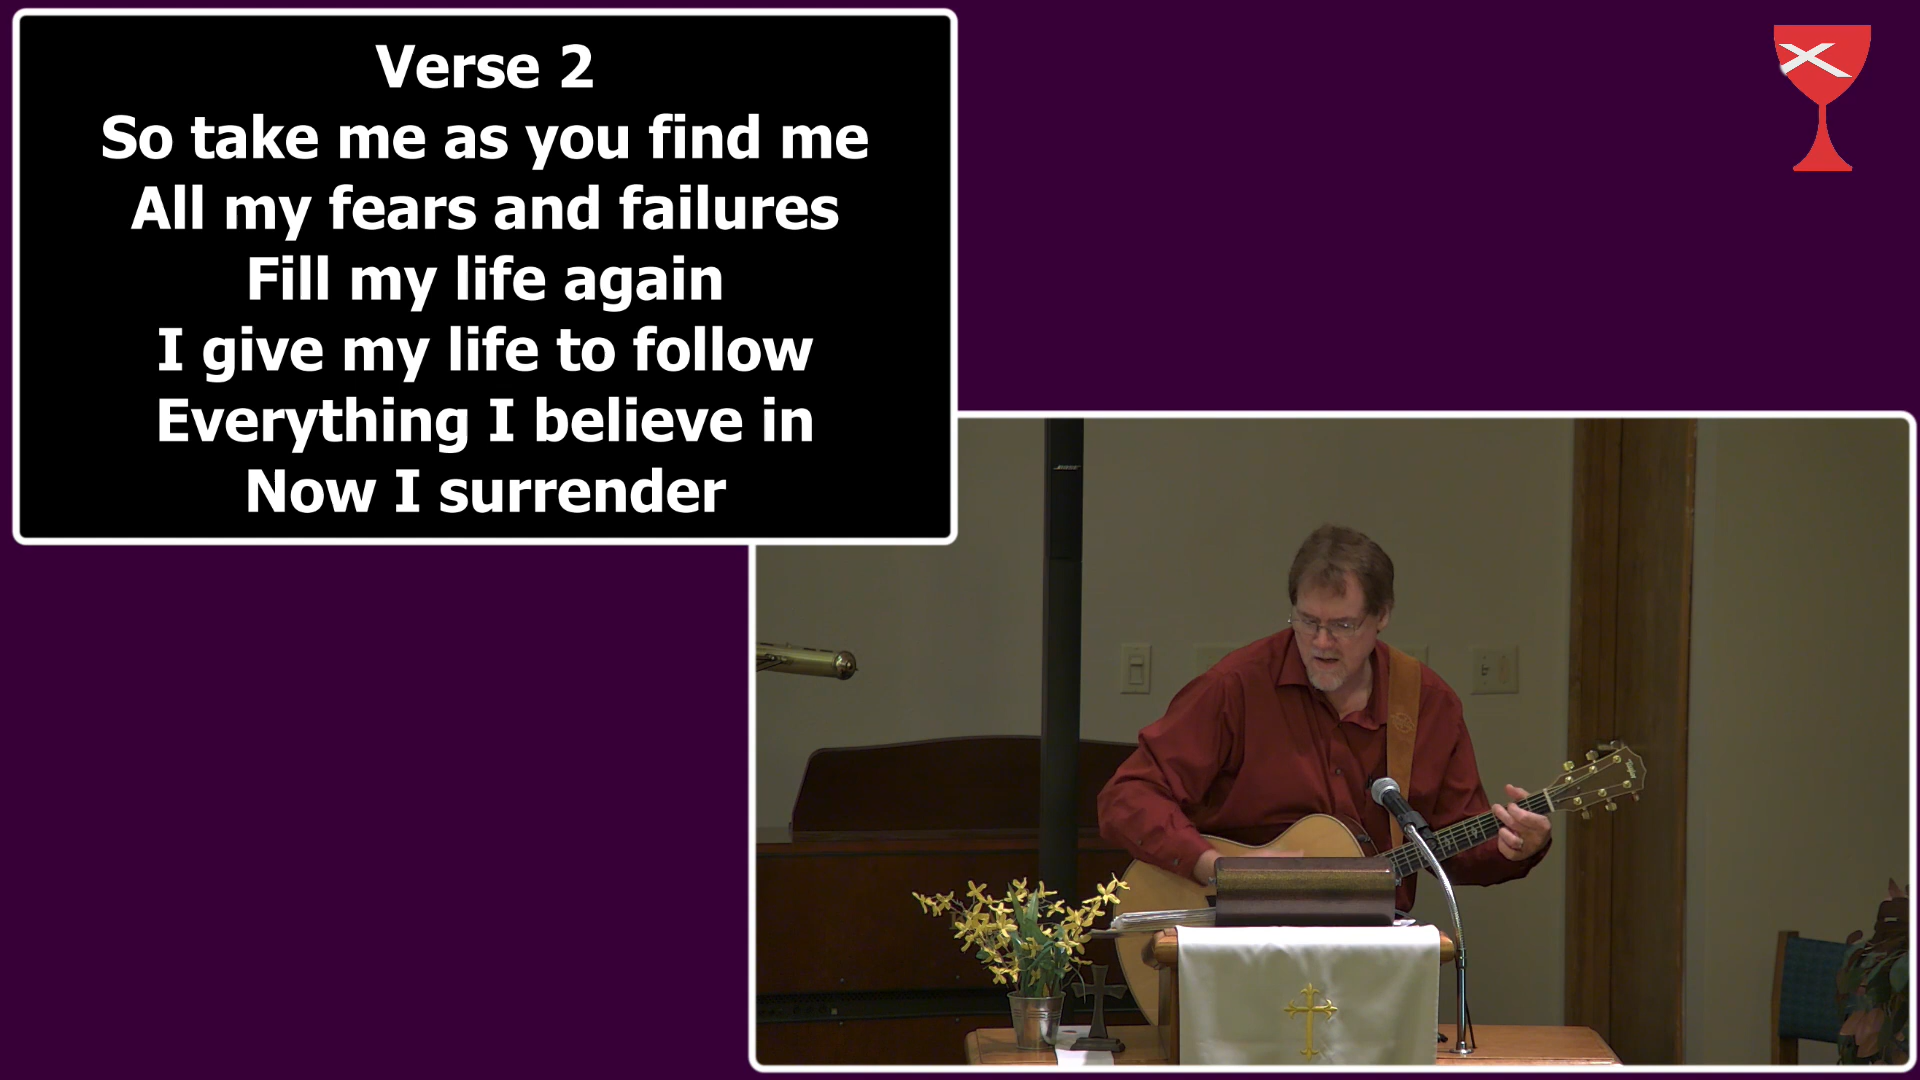 Verse 2
So take me as you find me
All my fears and failures
Fill my life again
I give my life to follow
Everything I believe in
Now I surrender
Taylor